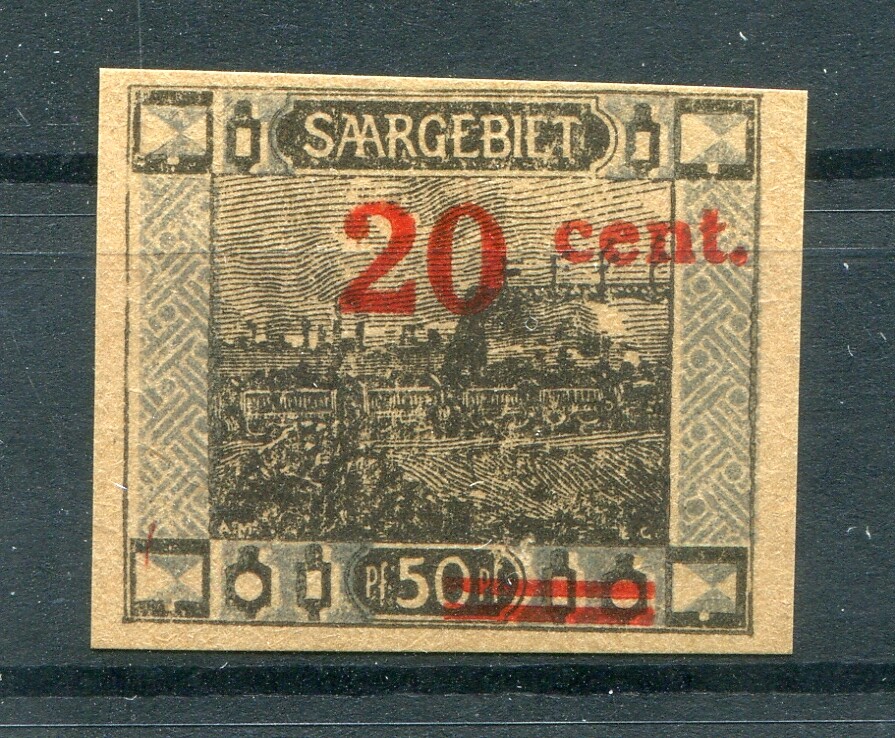 SAARGEBIET
20 cent.
A.M.
E.C.
Pf. 50 Pf.